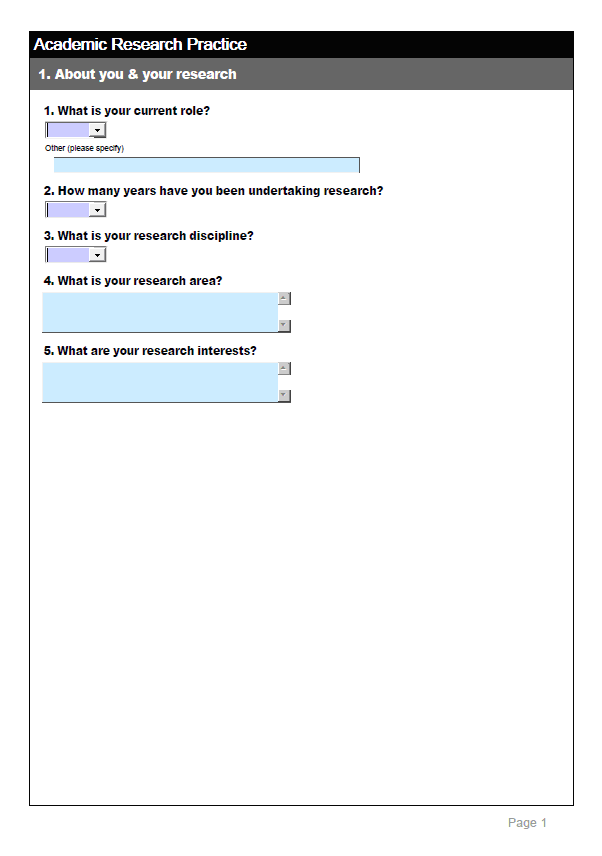 Academic Research Practice
1. About you & your research
1. What is your current role?
Other (please specify)
2. How many years have you been undertaking research?
3. What is your research discipline?
4. What is your research area?
5. What are your research interests?
Page 1